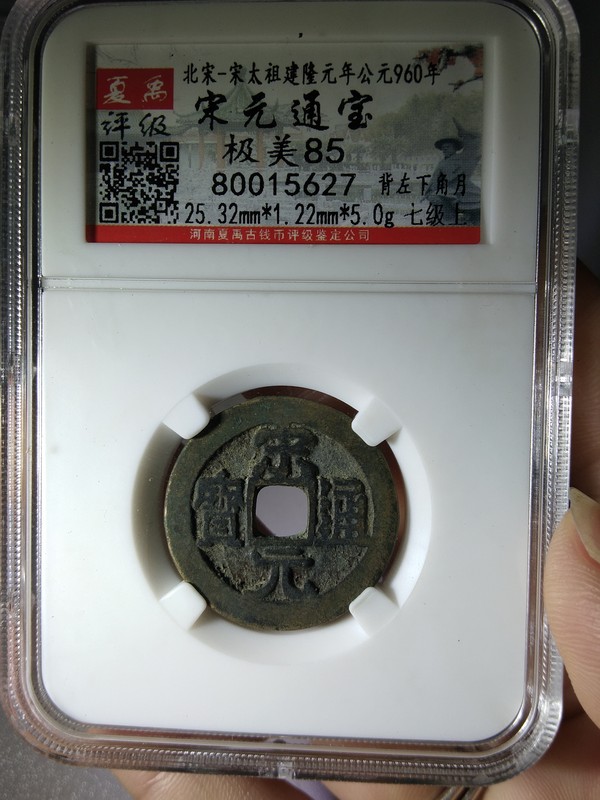 北宋-宋太祖建隆元年公元960年
夏禹
评级
宋元通宝
极美85
80015627 背左下角月
25.32mm*1.22mm*5.0g 七级上
河南夏禹古钱币评级鉴定公司
宋
元
通
寶